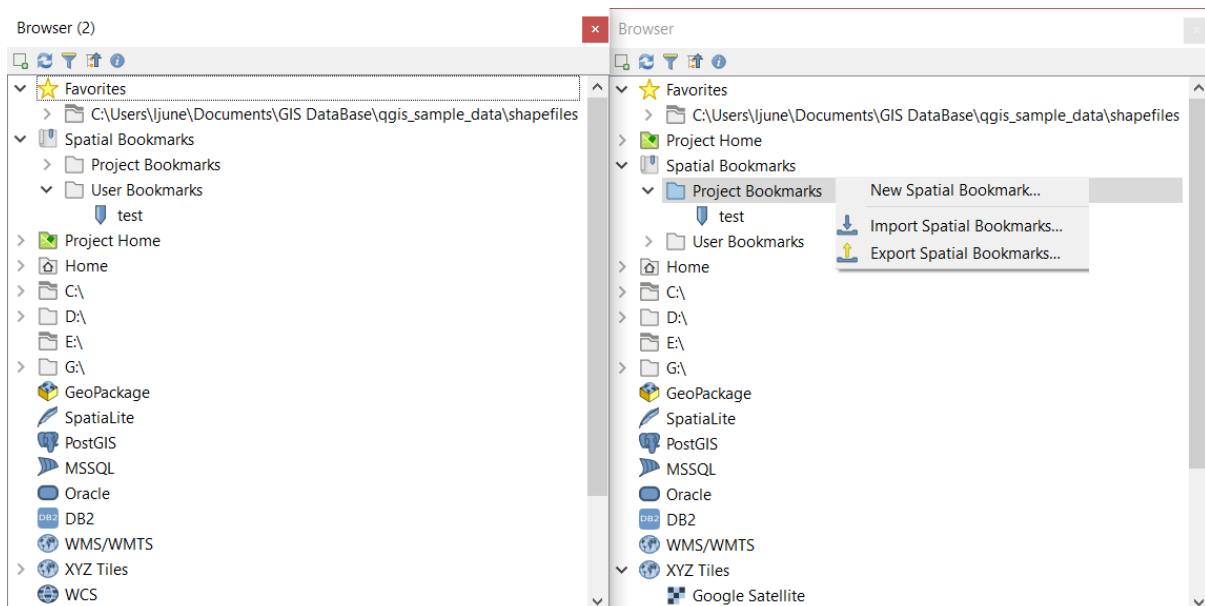 Browser (2)
Favorites
C:\Users\ljune\Documents\GIS DataBase\qgis_sample_data\shapefiles
Spatial Bookmarks
Project Bookmarks
User Bookmarks
test
Project Home
Home
C:\
D:\
E:\
G:\
GeoPackage
SpatiaLite
PostGIS
MSSQL
Oracle
DB2 DB2
WMS/WMTS
XYZ Tiles
WCS
Browser
Favorites
C:\Users\ljune\Documents\GIS DataBase\qgis_sample_data\shapefiles
Project Home
Spatial Bookmarks
Project Bookmarks
test
User Bookmarks
New Spatial Bookmark...
Import Spatial Bookmarks...
Export Spatial Bookmarks...
Home
C:\
D:\
E:\
G:\
GeoPackage
SpatiaLite
PostGIS
MSSQL
Oracle
DB2 DB2
WMS/WMTS
XYZ Tiles
Google Satellite